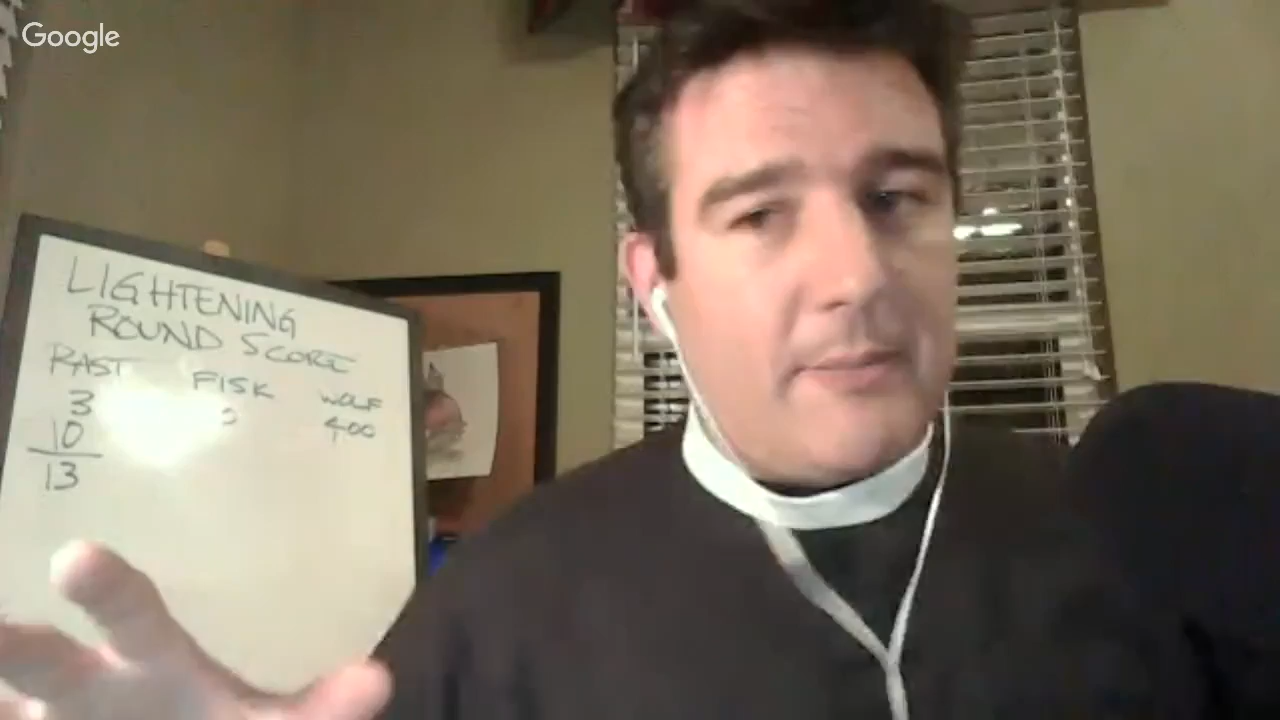 Google
LIGHTENING
ROUND SCORE
RAST FISK WOLF
3 400
10
13